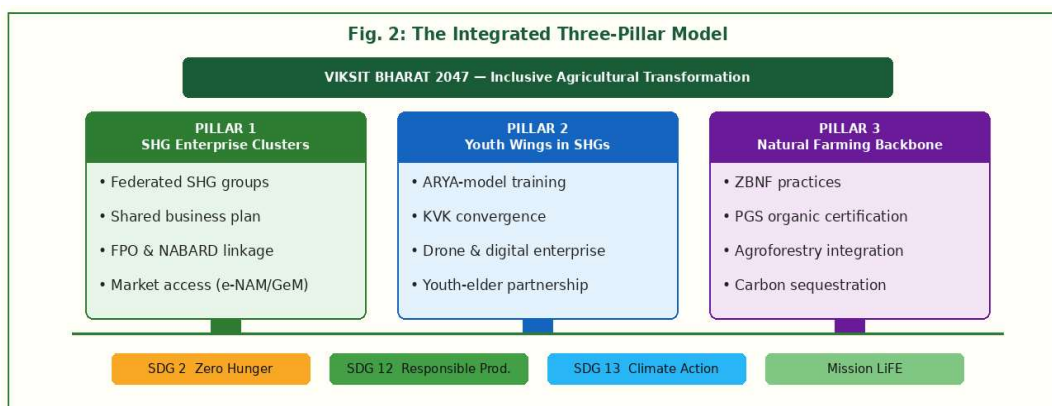 Fig. 2: The Integrated Three-Pillar Model
VIKSIT BHARAT 2047 — Inclusive Agricultural Transformation
PILLAR 1
SHG Enterprise Clusters
• Federated SHG groups
• Shared business plan
• FPO & NABARD linkage
• Market access (e-NAM/GeM)
PILLAR 2
Youth Wings in SHGs
• ARYA-model training
• KVK convergence
• Drone & digital enterprise
• Youth-elder partnership
PILLAR 3
Natural Farming Backbone
• ZBNF practices
• PGS organic certification
• Agroforestry integration
• Carbon sequestration
SDG 2 Zero Hunger
SDG 12 Responsible Prod.
SDG 13 Climate Action
Mission LiFE